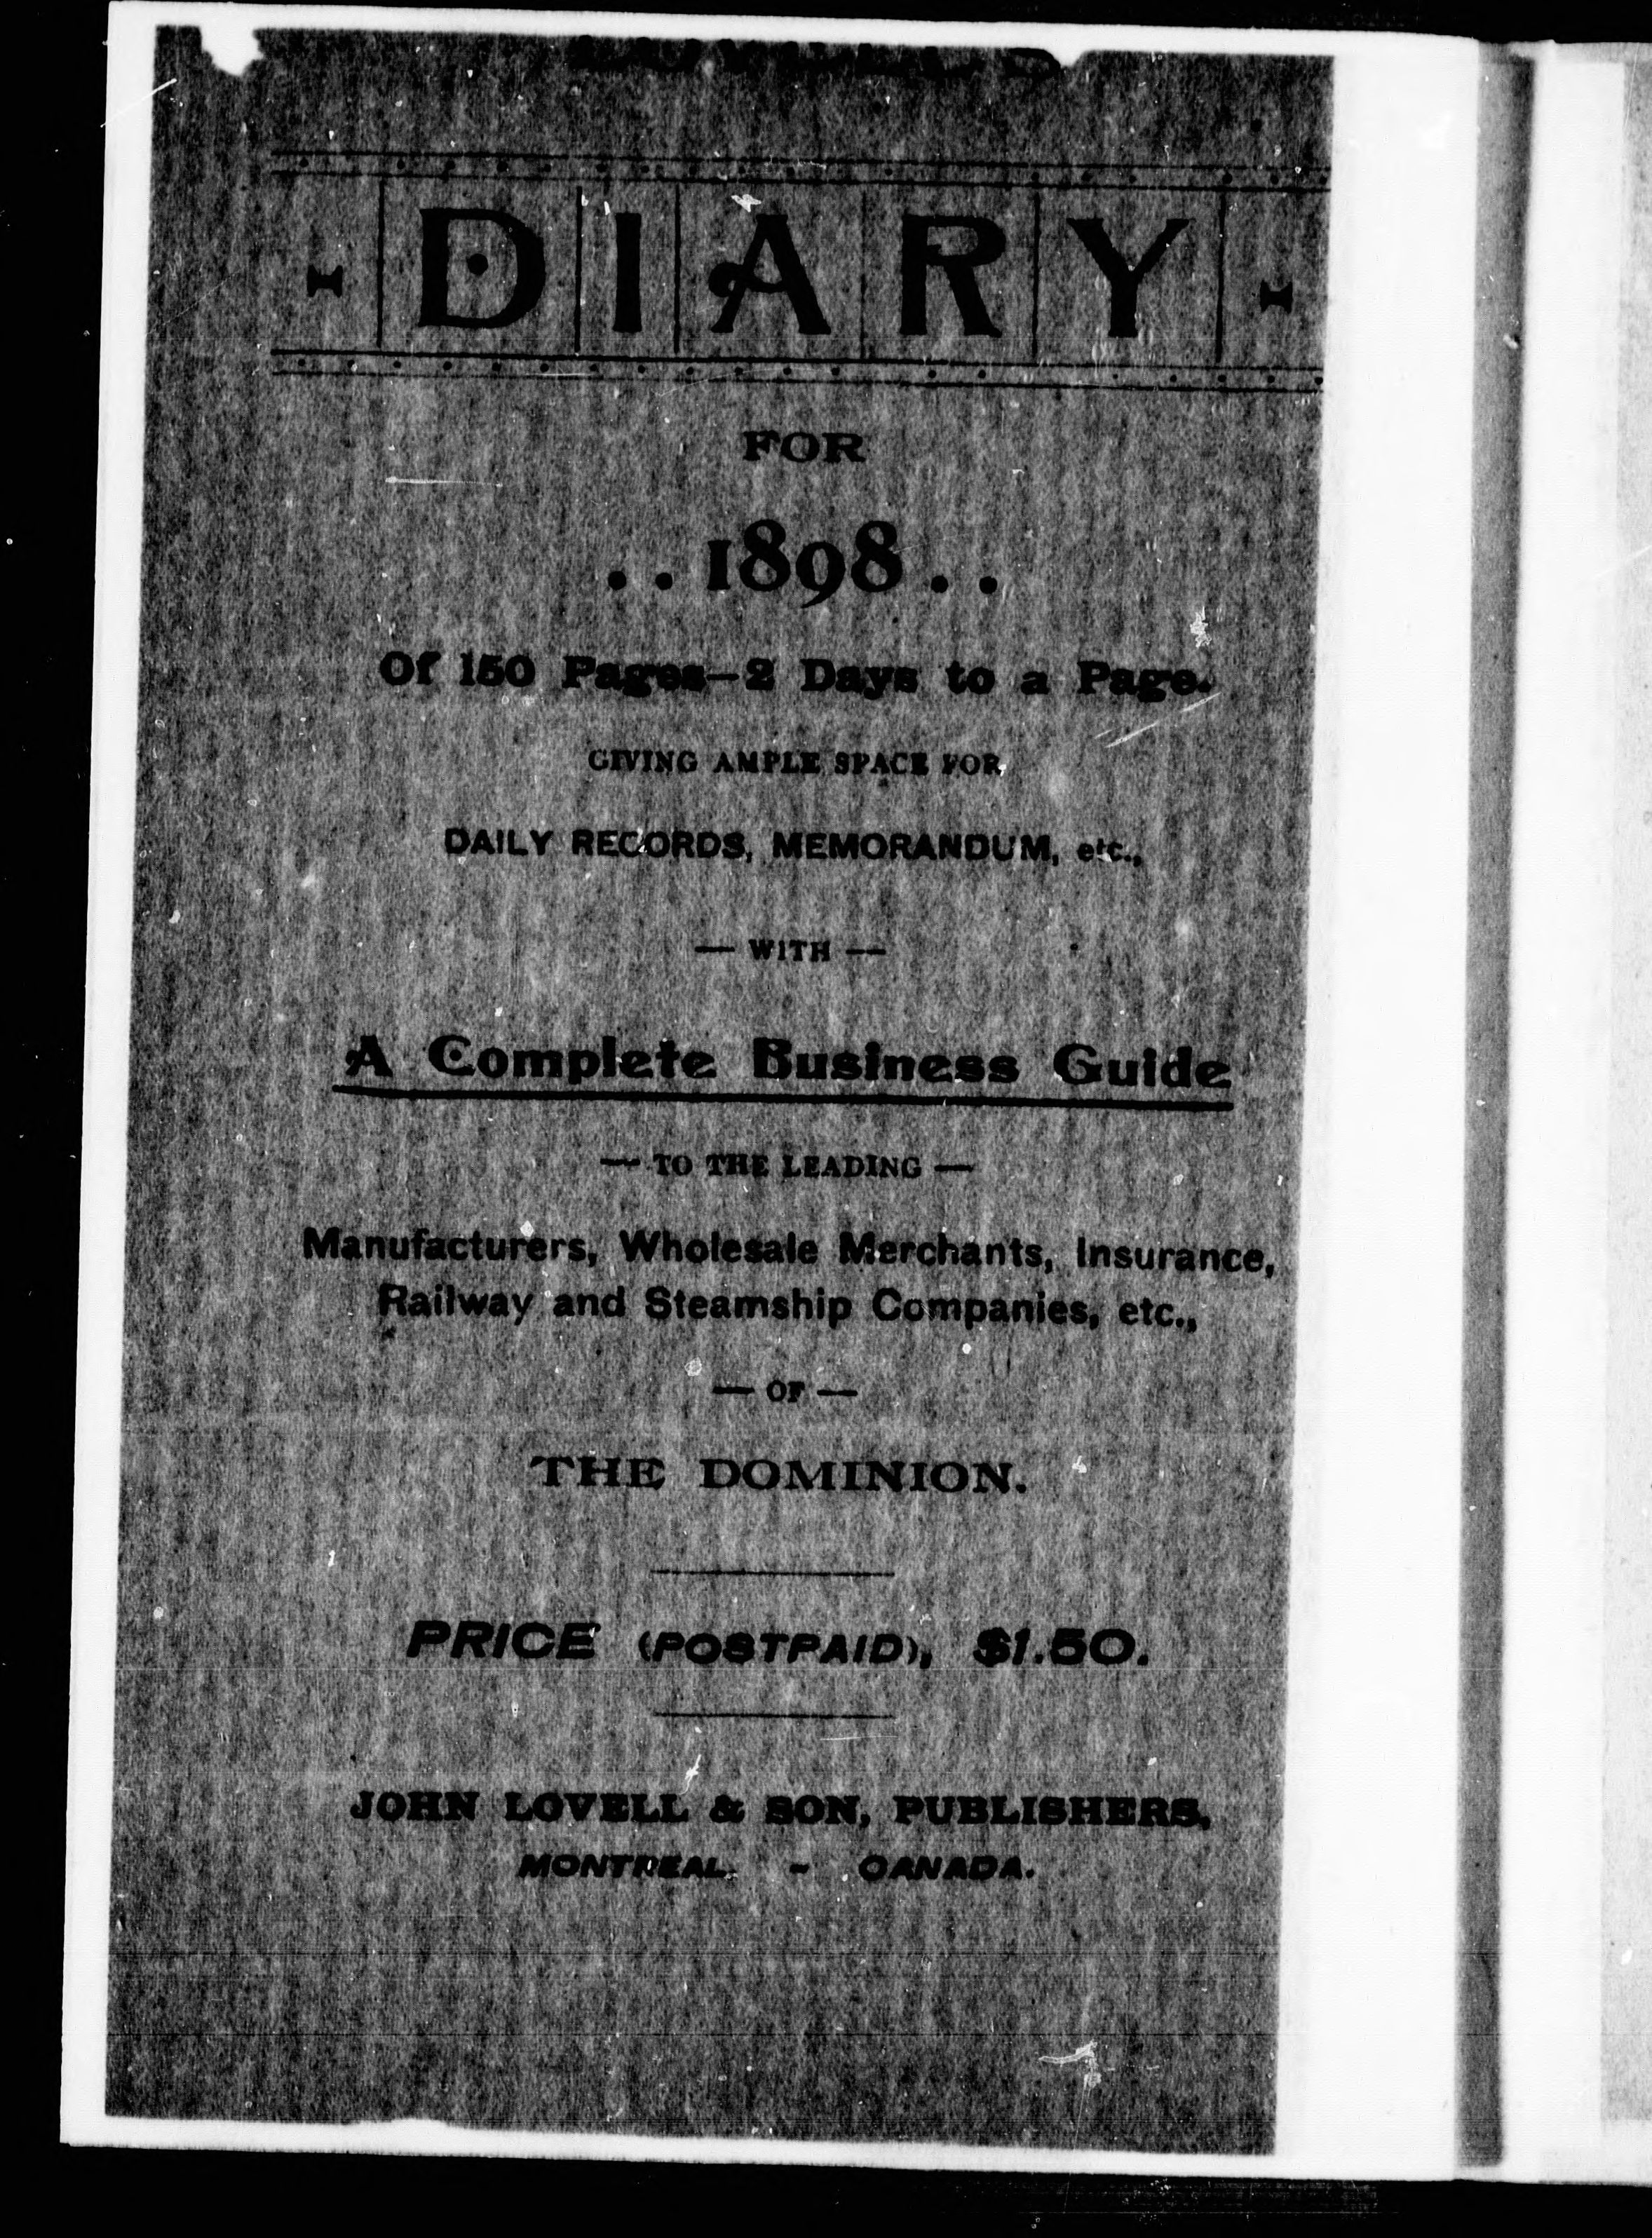 DIARY
FOR
. . 1898 . .
Of 150 Pages—2 Days to a Page.
GIVING AMPLE SPACE FOR
DAILY RECORDS, MEMORANDUM, etc.,
— WITH —
A Complete Business Guide
— TO THE LEADING —
Manufacturers, Wholesale Merchants, Insurance,
Railway and Steamship Companies, etc.,
— OF —
THE DOMINION.
PRICE (POSTPAID), $1.50.
JOHN LOVELL & SON, PUBLISHERS,
MONTREAL. - CANADA.